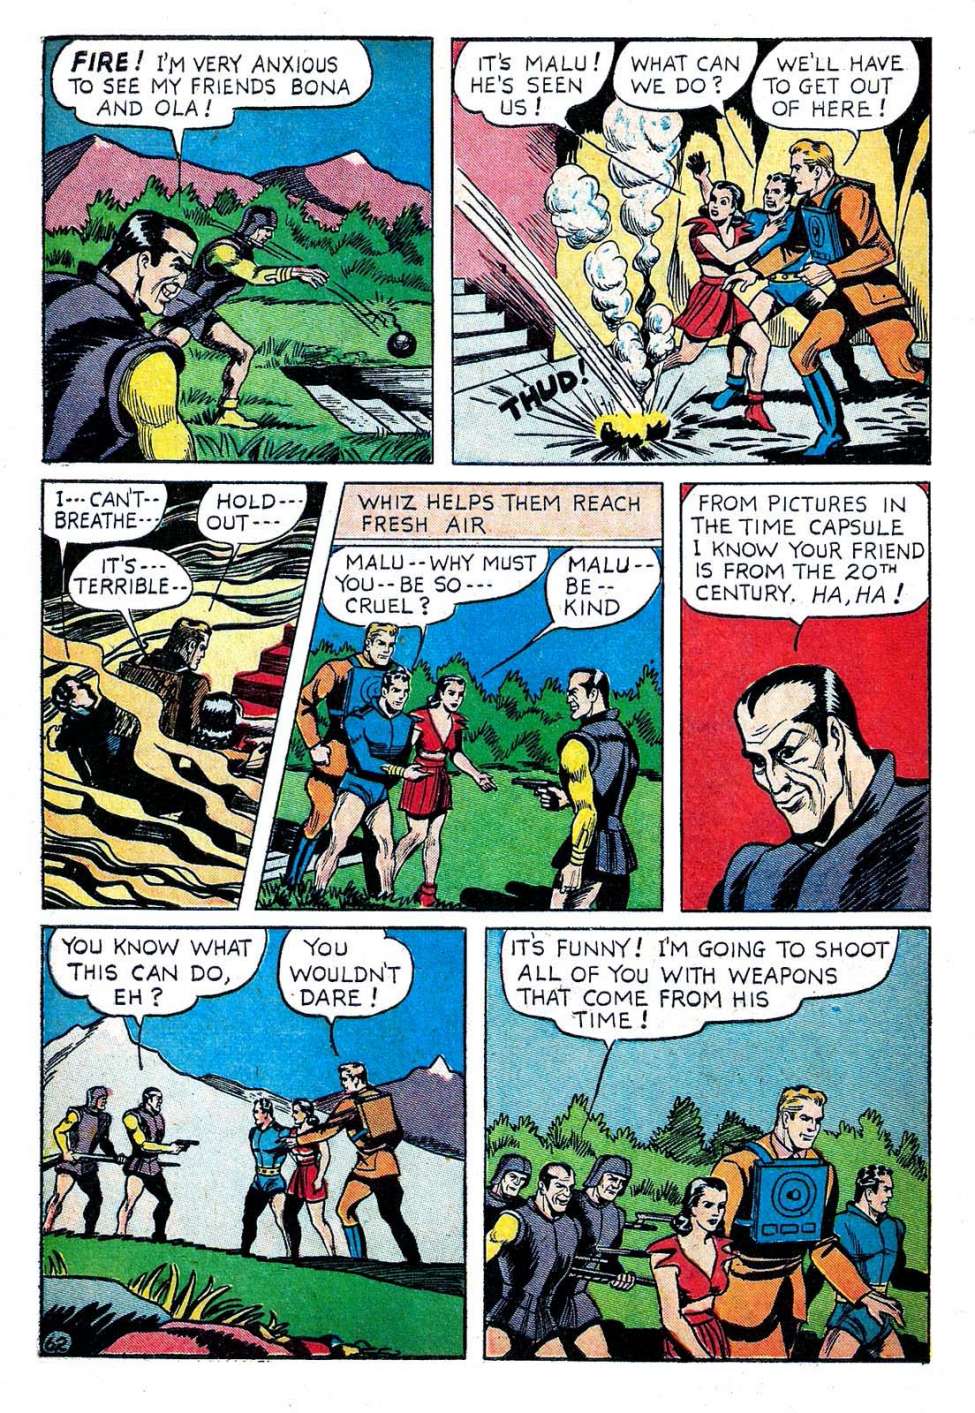 FIRE! I'M VERY ANXIOUS
TO SEE MY FRIENDS BONA
AND OLA!
IT'S MALU!
HE'S SEEN
US!
WHAT CAN
WE DO?
WE'LL HAVE
TO GET OUT
OF HERE!
THUD!
I--- CAN'T--
BREATHE---
HOLD---
OUT---
IT'S---
TERRIBLE--
WHIZ HELPS THEM REACH
FRESH AIR
MALU---WHY MUST
YOU--BE SO---
CRUEL?
MALU--
BE--
KIND
FROM PICTURES IN
THE TIME CAPSULE
I KNOW YOUR FRIEND
IS FROM THE 20TH
CENTURY. HA, HA!
YOU KNOW WHAT
THIS CAN DO,
EH?
YOU
WOULDN'T
DARE!
IT'S FUNNY! I'M GOING TO SHOOT
ALL OF YOU WITH WEAPONS
THAT COME FROM HIS
TIME!
62